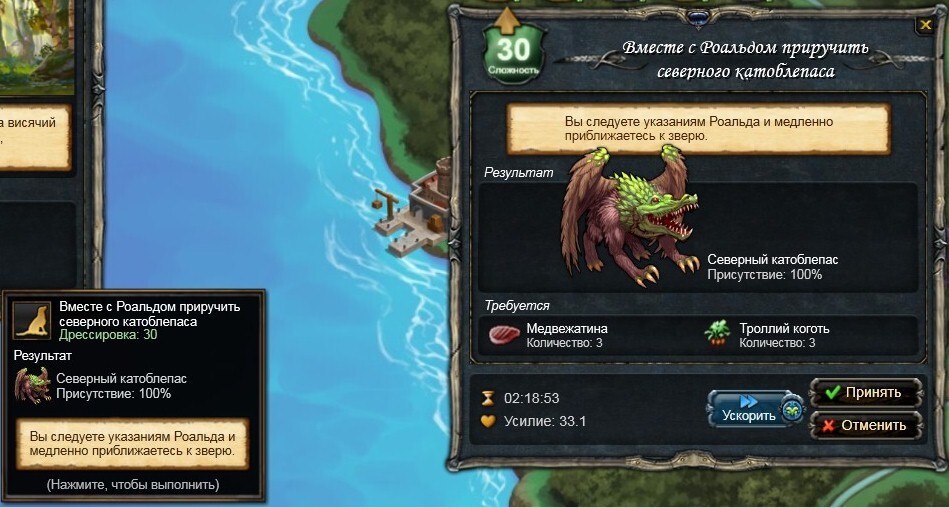 а висячий
,
30
Сложность
Вместе с Роальдом приручить
северного катоблепаса
Вы следуете указаниям Роальда и медленно
приближаетесь к зверю.
Результат
Северный катоблепас
Присутствие: 100%
Требуется
Медвежатина
Количество: 3
Троллий коготь
Количество: 3
02:18:53
Усилие: 33.1
Ускорить
Принять
Отменить
Вместе с Роальдом приручить
северного катоблепаса
Дрессировка: 30
Результат
Северный катоблепас
Присутствие: 100%
Вы следуете указаниям Роальда и
медленно приближаетесь к зверю.
(Нажмите, чтобы выполнить)